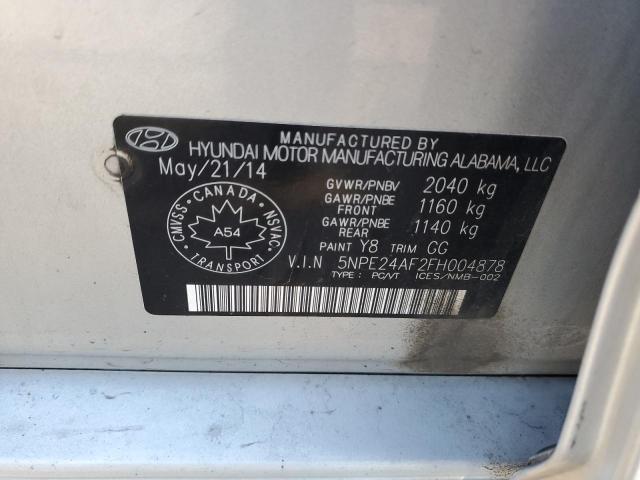 MANUFACTURED BY
HYUNDAI MOTOR MANUFACTURING ALABAMA, LLC
May/21/14
GVWR/PNBV 2040 kg
GAWR/PNBE FRONT 1160 kg
GAWR/PNBE REAR 1140 kg
PAINT Y8 TRIM GG
V.I.N 5NPE24AF2FH004878
TYPE : PC/VT ICES/NMB-002
CANADA
CMVSS NSVAC
A54
TRANSPORT